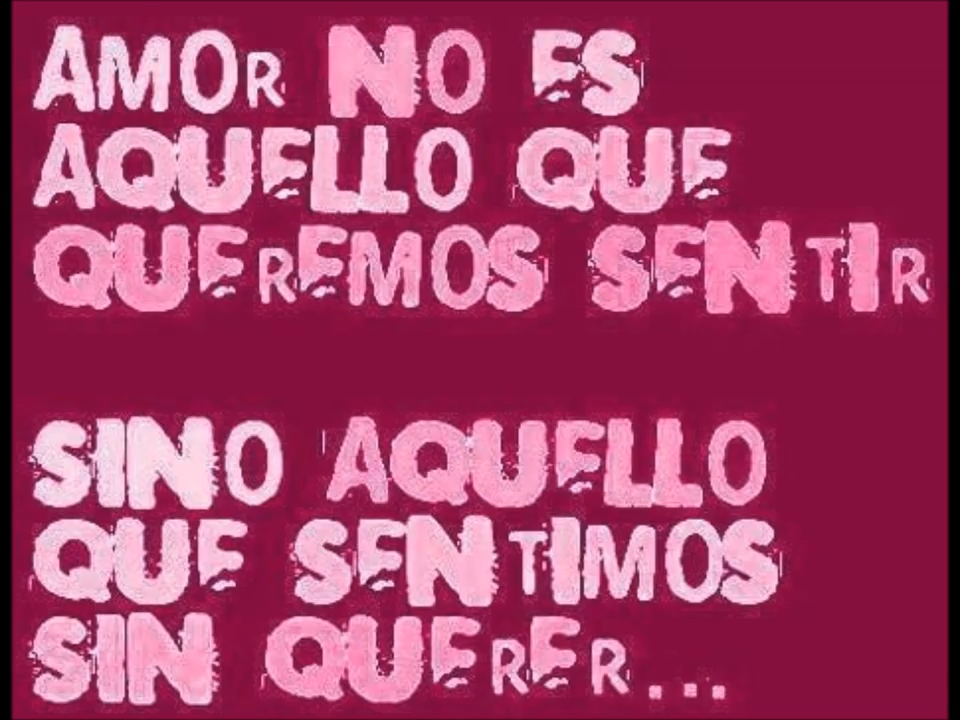 AMOR NO ES
AQUELLO QUE
QUEREMOS SENTIR
SINO AQUELLO
QUE SENTIMOS
SIN QUERER...